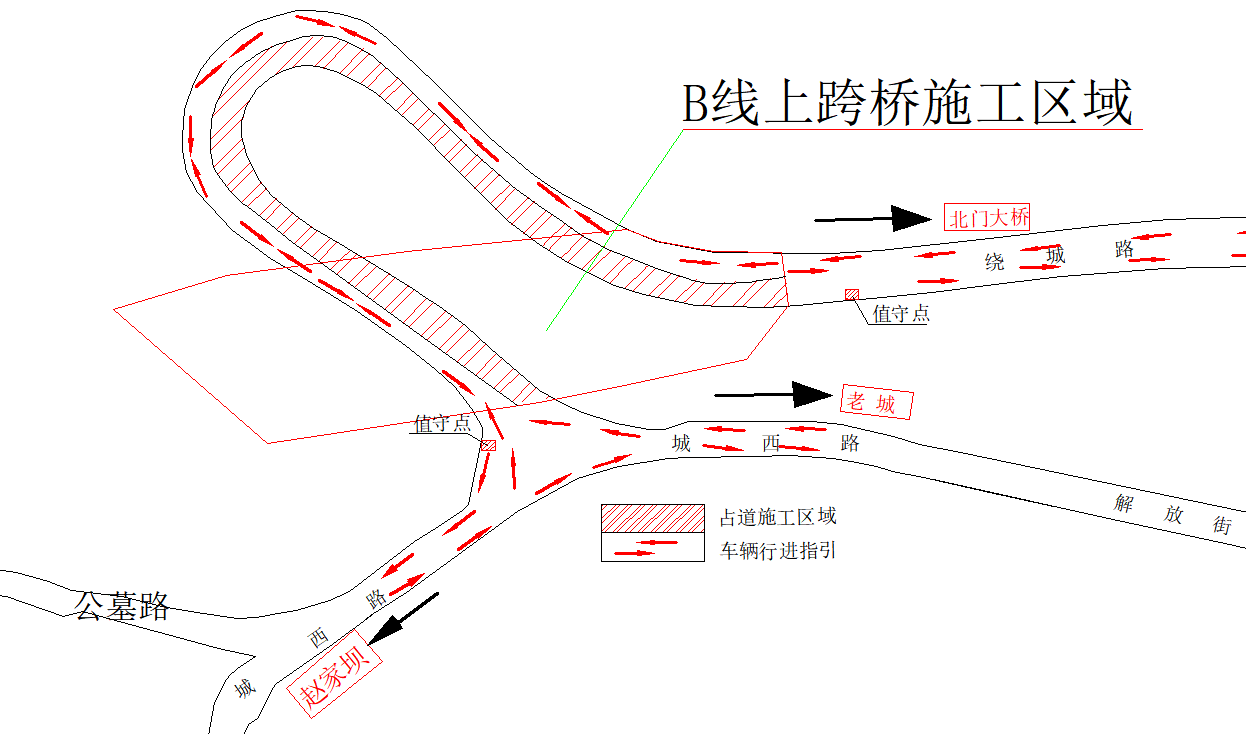 B线上跨桥施工区域
北门大桥
绕 城 路
值守点
老 城
值守点
城 西 路
解 放 街
占道施工区域
车辆行进指引
公墓路
城 西 路
赵家坝